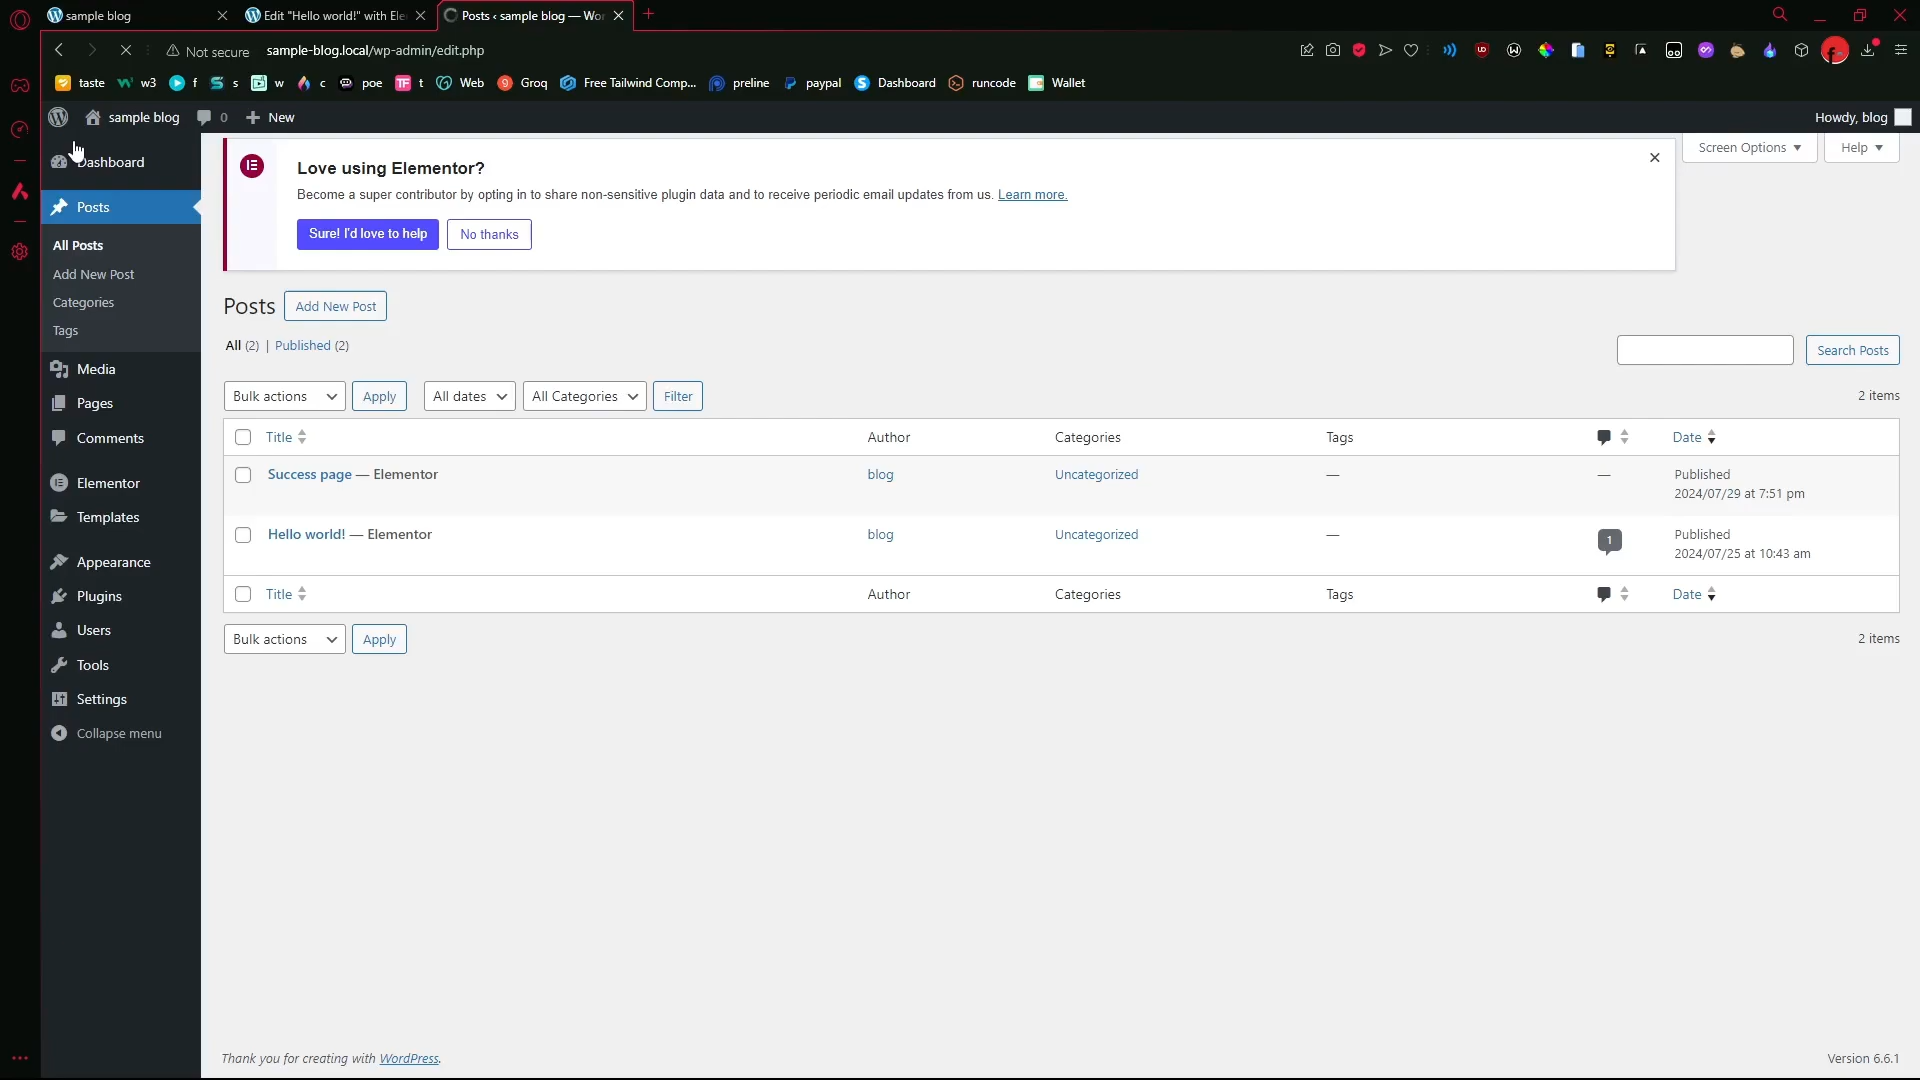 sample blog
Edit "Hello world!" with Ele
Posts ‹ sample blog — Wor
Not secure
sample-blog.local/wp-admin/edit.php
taste
w3
f
s
w
c
poe
t
Web
Groq
Free Tailwind Comp...
preline
paypal
Dashboard
runcode
Wallet
sample blog
0
New
Howdy, blog
Dashboard
Posts
All Posts
Add New Post
Categories
Tags
Media
Pages
Comments
Elementor
Templates
Appearance
Plugins
Users
Tools
Settings
Collapse menu
Screen Options
Help
Love using Elementor?
Become a super contributor by opting in to share non-sensitive plugin data and to receive periodic email updates from us. Learn more.
Sure! I'd love to help
No thanks
Posts
Add New Post
All (2) | Published (2)
Search Posts
Bulk actions
Apply
All dates
All Categories
Filter
2 items
Title
Author
Categories
Tags
Date
Success page — Elementor
blog
Uncategorized
—
—
Published
2024/07/29 at 7:51 pm
Hello world! — Elementor
blog
Uncategorized
—
1
Published
2024/07/25 at 10:43 am
Title
Author
Categories
Tags
Date
Bulk actions
Apply
2 items
Thank you for creating with WordPress.
Version 6.6.1